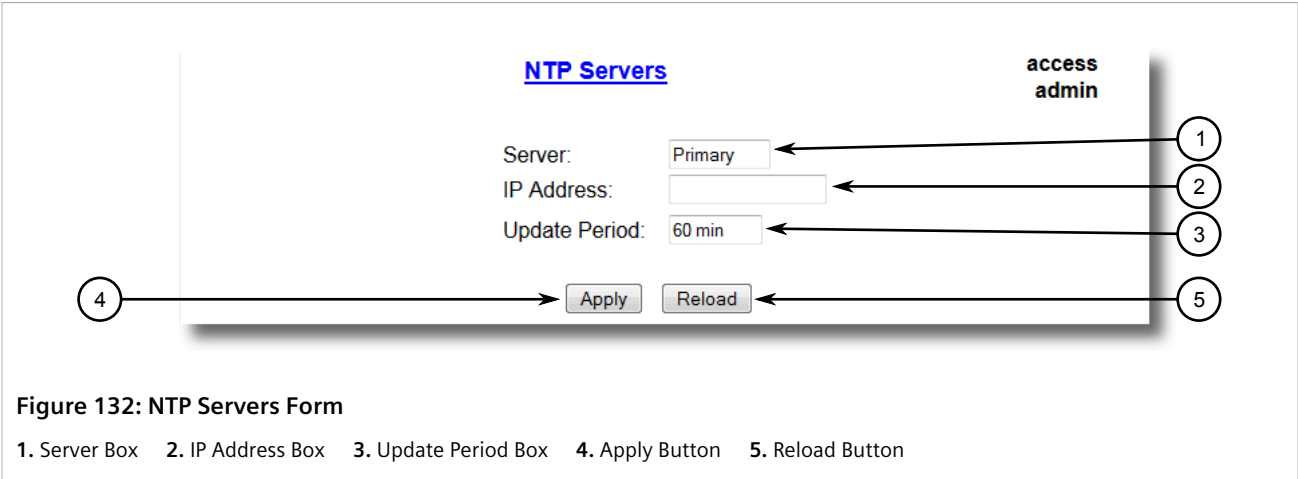 NTP Servers
access
admin
Server: Primary 1
IP Address: 2
Update Period: 60 min 3
4 Apply Reload 5
Figure 132: NTP Servers Form
1. Server Box 2. IP Address Box 3. Update Period Box 4. Apply Button 5. Reload Button